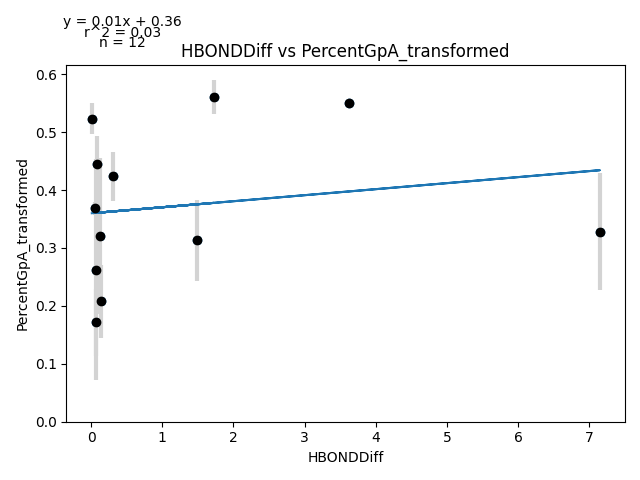 y = 0.01x + 0.36
r^2 = 0.03
n = 12
HBONDDiff vs PercentGpA_transformed
PercentGpA_transformed
0.6
0.5
0.4
0.3
0.2
0.1
0.0
0 1 2 3 4 5 6 7
HBONDDiff